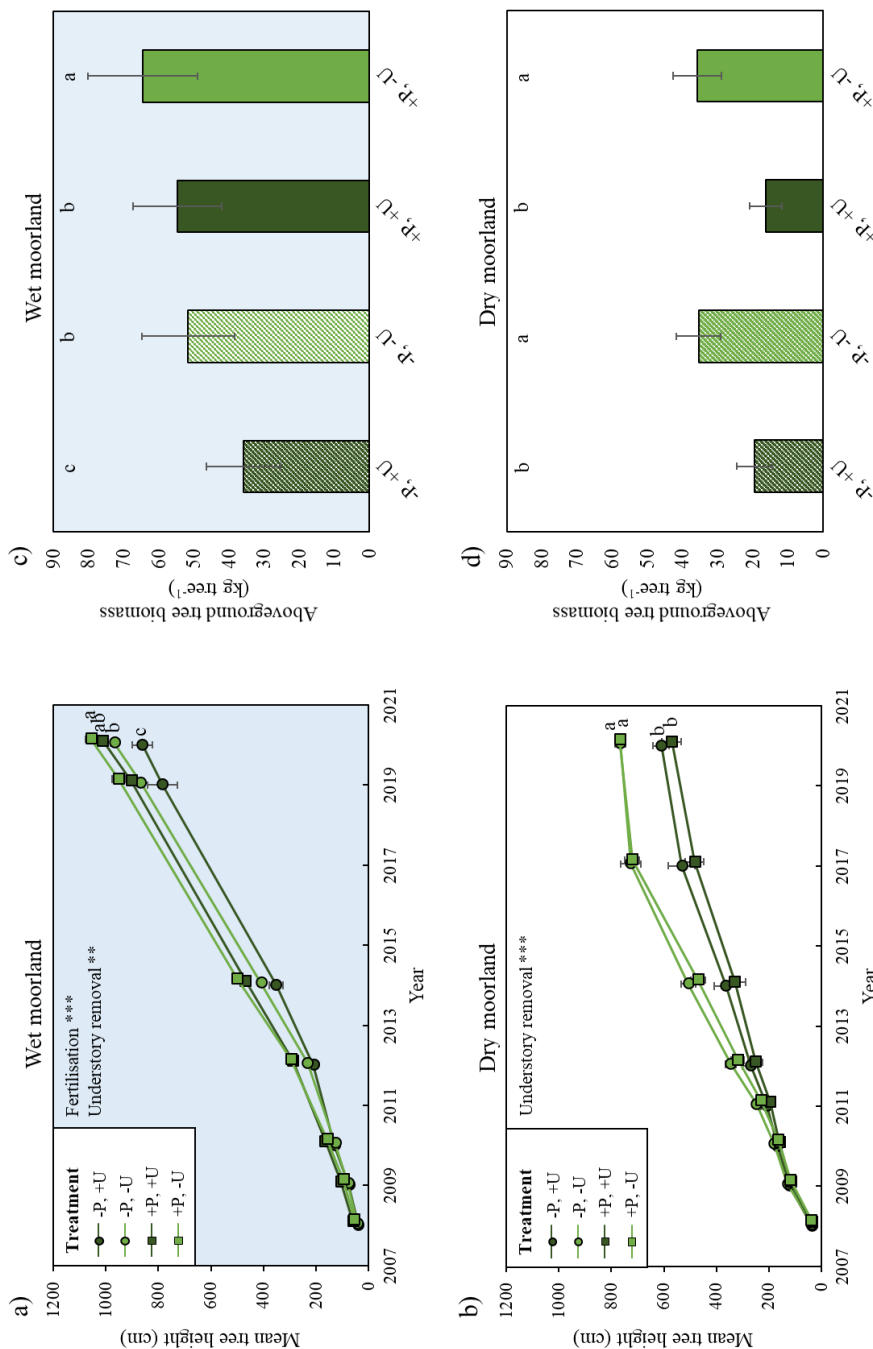 a)
Wet moorland
Mean tree height (cm)
1200
1000
800
600
400
200
0
Treatment
-P, +U
-P, -U
+P, +U
+P, -U
Fertilisation ***
Understory removal **
a
ab
b
c
2007
2009
2011
2013
2015
2017
2019
2021
Year
b)
Dry moorland
Mean tree height (cm)
1200
1000
800
600
400
200
0
Treatment
-P, +U
-P, -U
+P, +U
+P, -U
Understory removal ***
a
a
b
b
2007
2009
2011
2013
2015
2017
2019
2021
Year
c)
Wet moorland
Aboveground tree biomass
(kg tree⁻¹)
90
80
70
60
50
40
30
20
10
0
c
b
b
a
-P, +U
-P, -U
+P, +U
+P, -U
d)
Dry moorland
Aboveground tree biomass
(kg tree⁻¹)
90
80
70
60
50
40
30
20
10
0
b
a
b
a
-P, +U
-P, -U
+P, +U
+P, -U